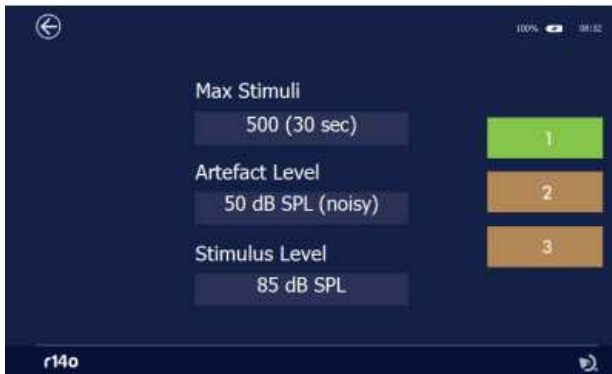 100% 08:32
Max Stimuli
500 (30 sec)
1
Artefact Level
50 dB SPL (noisy)
2
Stimulus Level
85 dB SPL
3
r14o